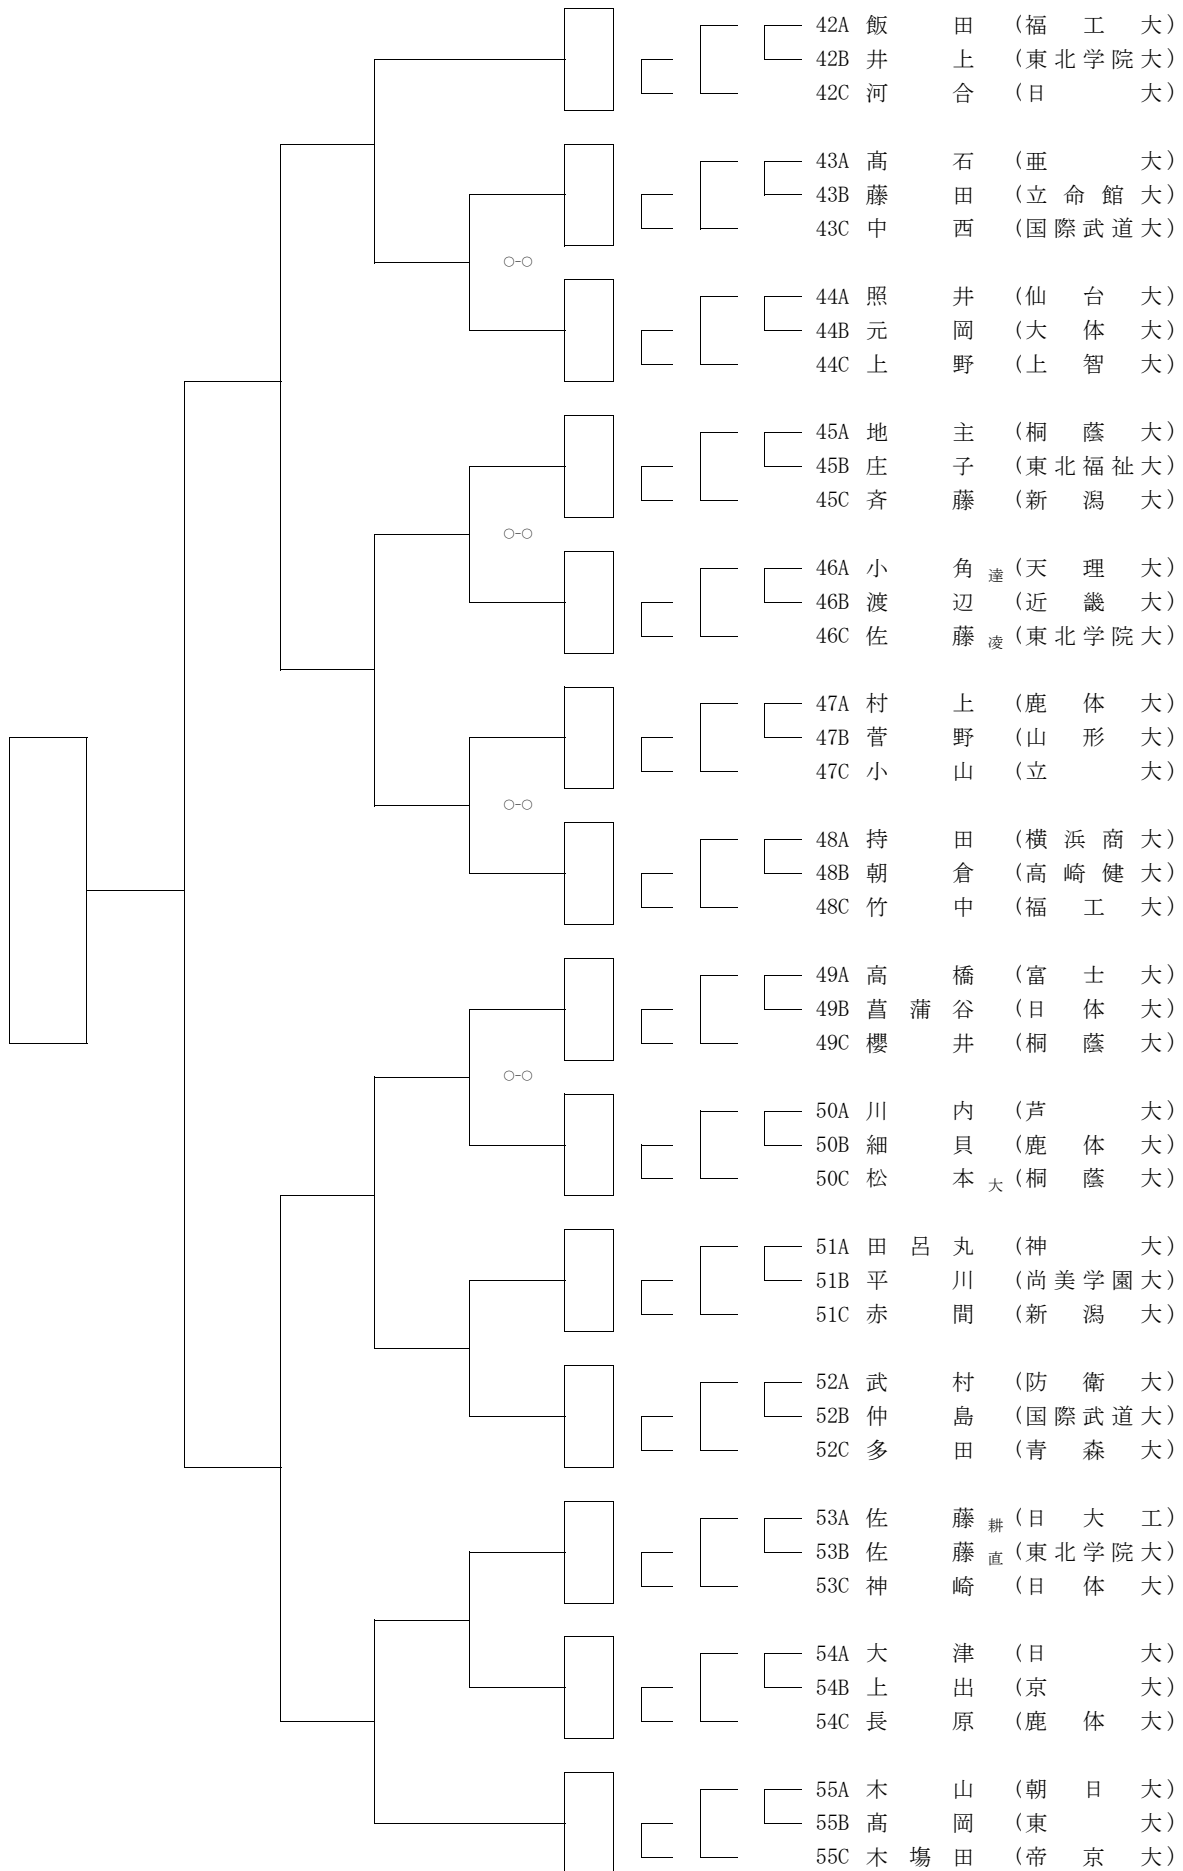 42A 飯田 (福工大)
42B 井上 (東北学院大)
42C 河合 (日大)
43A 髙石 (亜大)
43B 藤田 (立命館大)
43C 中西 (国際武道大)
○-○
44A 照井 (仙台大)
44B 元岡 (大体大)
44C 上野 (上智大)
45A 地主 (桐蔭大)
45B 庄子 (東北福祉大)
45C 斉藤 (新潟大)
○-○
46A 小角達 (天理大)
46B 渡辺 (近畿大)
46C 佐藤凌 (東北学院大)
47A 村上 (鹿体大)
47B 菅野 (山形大)
47C 小山 (立大)
○-○
48A 持田 (横浜商大)
48B 朝倉 (高崎健大)
48C 竹中 (福工大)
49A 高橋 (富士大)
49B 菖蒲谷 (日体大)
49C 櫻井 (桐蔭大)
○-○
50A 川内 (芦大)
50B 細貝 (鹿体大)
50C 松本大 (桐蔭大)
51A 田呂丸 (神大)
51B 平川 (尚美学園大)
51C 赤間 (新潟大)
52A 武村 (防衛大)
52B 仲島 (国際武道大)
52C 多田 (青森大)
53A 佐藤耕 (日大工)
53B 佐藤直 (東北学院大)
53C 神崎 (日体大)
54A 大津 (日大)
54B 上出 (京大)
54C 長原 (鹿体大)
55A 木山 (朝日大)
55B 髙岡 (東大)
55C 木塲田 (帝京大)